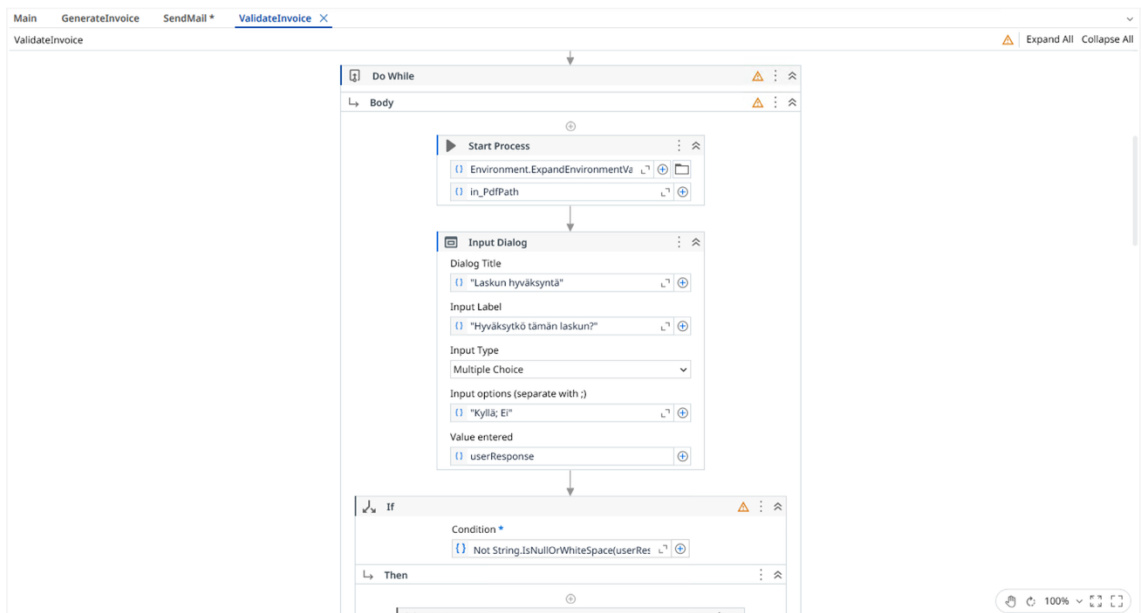 Main GenerateInvoice SendMail * ValidateInvoice
ValidateInvoice Expand All Collapse All
Do While
Body
Start Process
Environment.ExpandEnvironmentVa
in_PdfPath
Input Dialog
Dialog Title
"Laskun hyväksyntä"
Input Label
"Hyväksytkö tämän laskun?"
Input Type
Multiple Choice
Input options (separate with ;)
"Kyllä; Ei"
Value entered
userResponse
If
Condition *
Not String.IsNullOrWhiteSpace(userRes
Then
100%